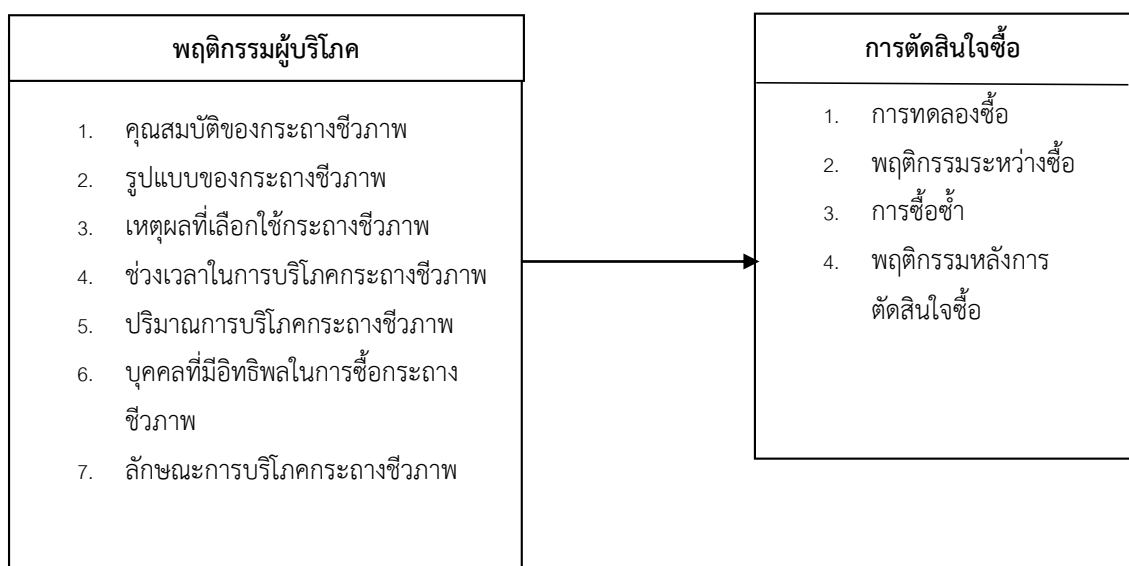 พฤติกรรมผู้บริโภค
1. คุณสมบัติของกระถางชีวภาพ
2. รูปแบบของกระถางชีวภาพ
3. เหตุผลที่เลือกใช้กระถางชีวภาพ
4. ช่วงเวลาในการบริโภคกระถางชีวภาพ
5. ปริมาณการบริโภคกระถางชีวภาพ
6. บุคคลที่มีอิทธิพลในการซื้อกระถาง
ชีวภาพ
7. ลักษณะการบริโภคกระถางชีวภาพ
การตัดสินใจซื้อ
1. การทดลองซื้อ
2. พฤติกรรมระหว่างซื้อ
3. การซื้อซ้ำ
4. พฤติกรรมหลังการ
ตัดสินใจซื้อ